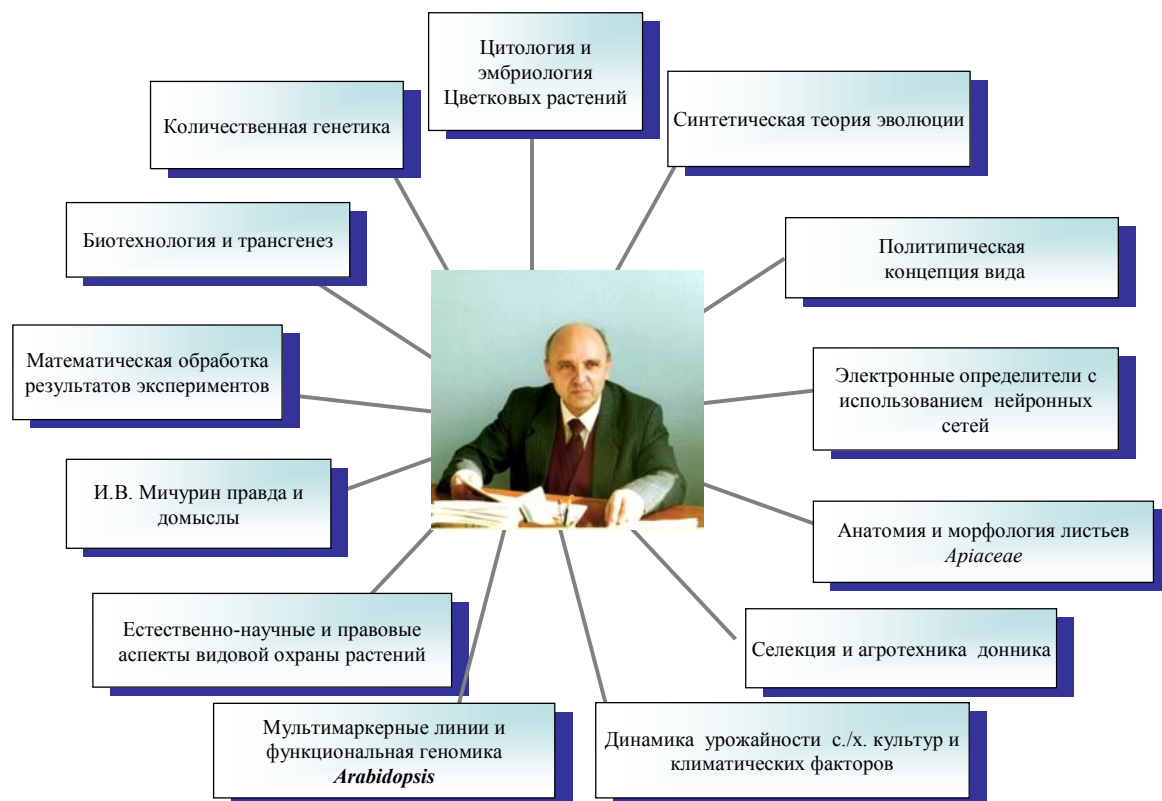 Цитология и
эмбриология
Цветковых растений
Синтетическая теория эволюции
Количественная генетика
Политипическая
концепция вида
Биотехнология и трансгенез
Электронные определители с
использованием нейронных
сетей
Математическая обработка
результатов экспериментов
Анатомия и морфология листьев
Apiaceae
И.В. Мичурин правда и
домыслы
Селекция и агротехника донника
Естественно-научные и правовые
аспекты видовой охраны растений
Динамика урожайности с./х. культур и
климатических факторов
Мультимаркерные линии и
функциональная геномика
Arabidopsis